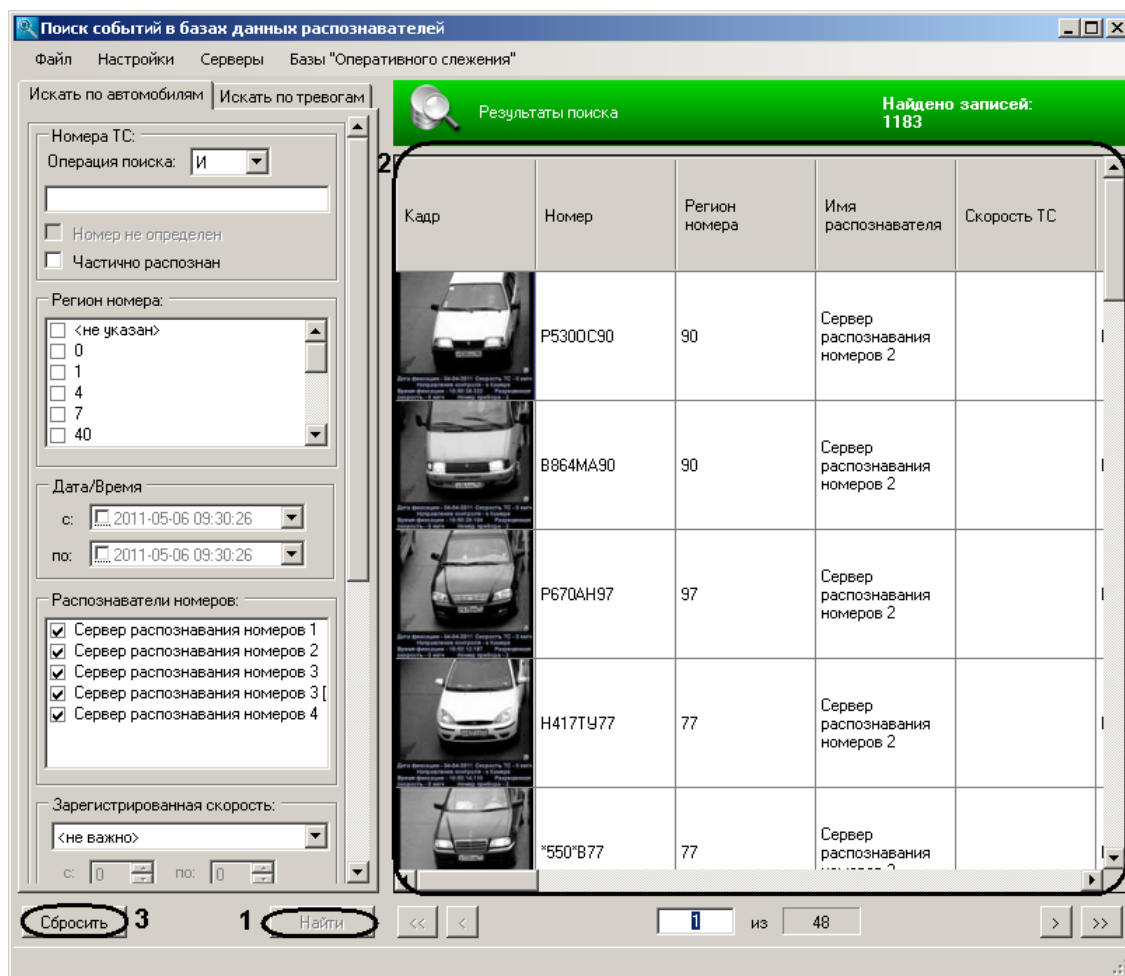 Поиск событий в базах данных распознавателей
Файл Настройки Серверы Базы "Оперативного слежения"
Искать по автомобилям Искать по тревогам
Номера ТС:
Операция поиска: И
Номер не определен
Частично распознан
Регион номера:
<не указан>
0
1
4
7
40
Дата/Время
с: 2011-05-06 09:30:26
по: 2011-05-06 09:30:26
Распознаватели номеров:
Сервер распознавания номеров 1
Сервер распознавания номеров 2
Сервер распознавания номеров 3
Сервер распознавания номеров 3 [
Сервер распознавания номеров 4
Зарегистрированная скорость:
<не важно>
с: 0 по: 0
Сбросить 3 1 Найти
Результаты поиска
Найдено записей:
1183
2
Кадр Номер Регион номера Имя распознавателя Скорость ТС
P530OC90 90 Сервер распознавания номеров 2
B864MA90 90 Сервер распознавания номеров 2
P670AH97 97 Сервер распознавания номеров 2
H417TY77 77 Сервер распознавания номеров 2
*550*B77 77 Сервер распознавания
<< < 1 из 48 > >>